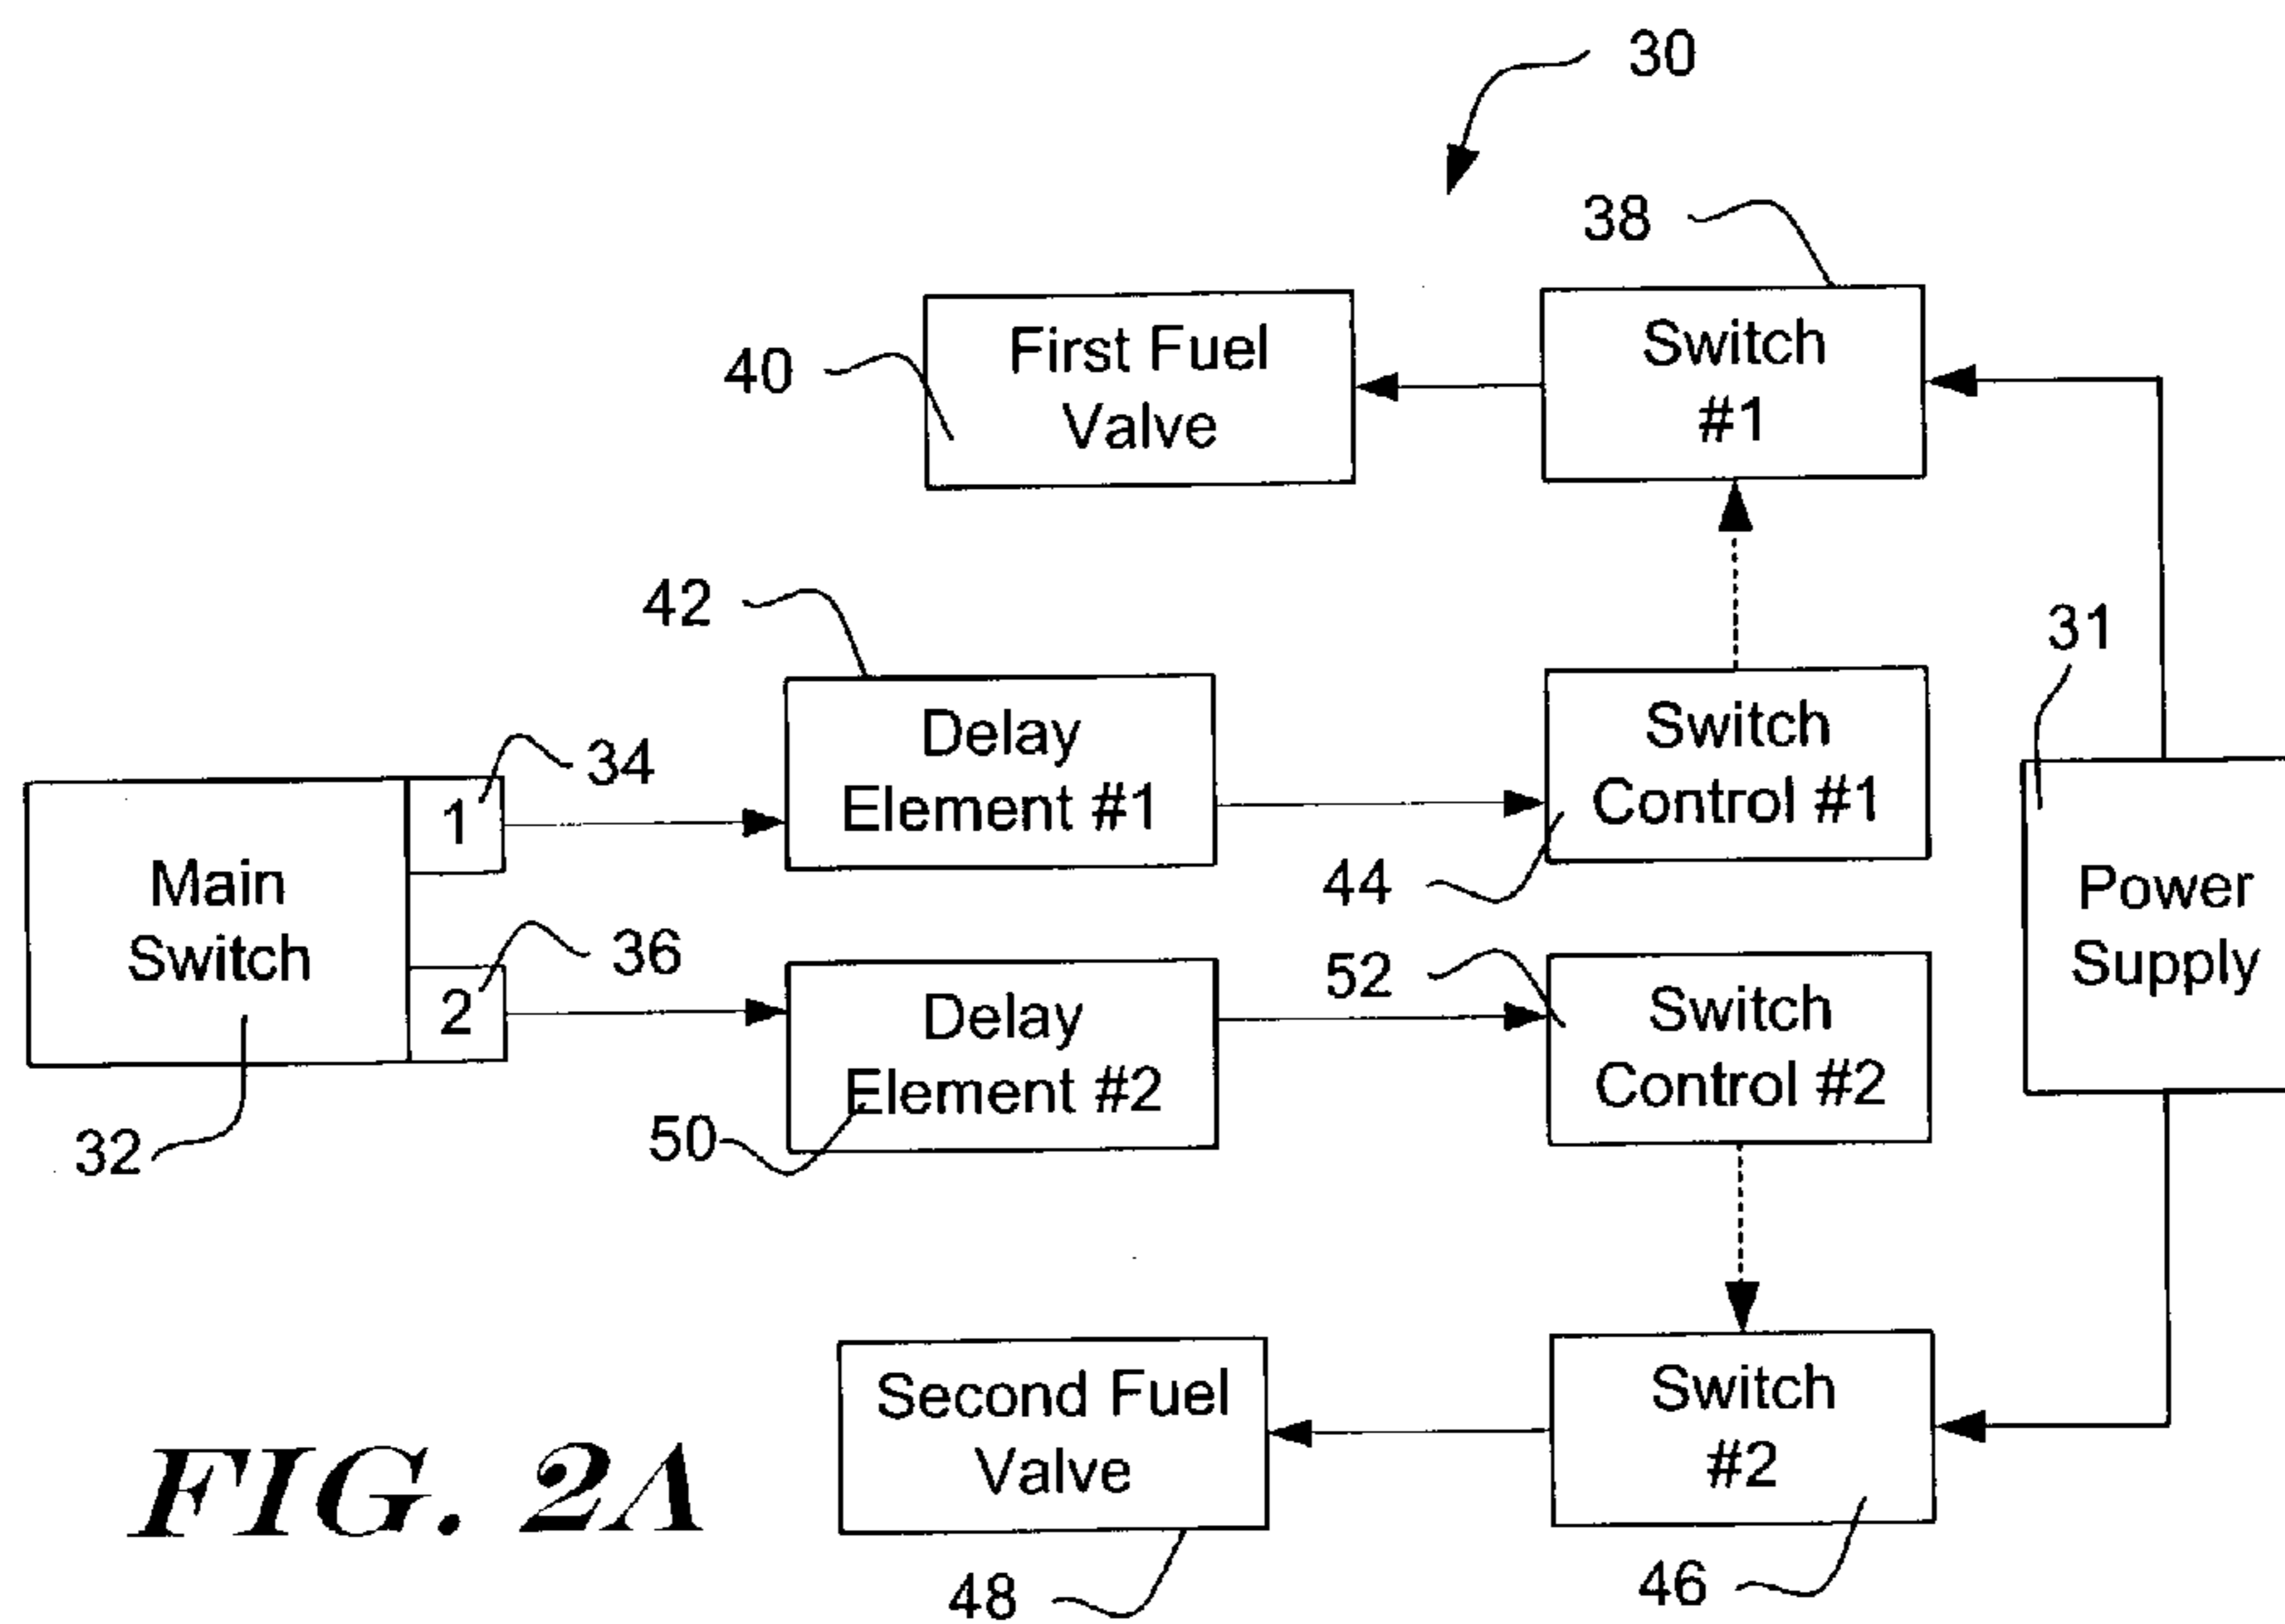 30
38
First Fuel
Valve
40
Switch
#1
42
31
Delay
Element #1
Switch
Control #1
34
1
44
Main
Switch
Power
Supply
36
2
52
Delay
Element #2
Switch
Control #2
32
50
Second Fuel
Valve
Switch
#2
FIG. 2A
48
46